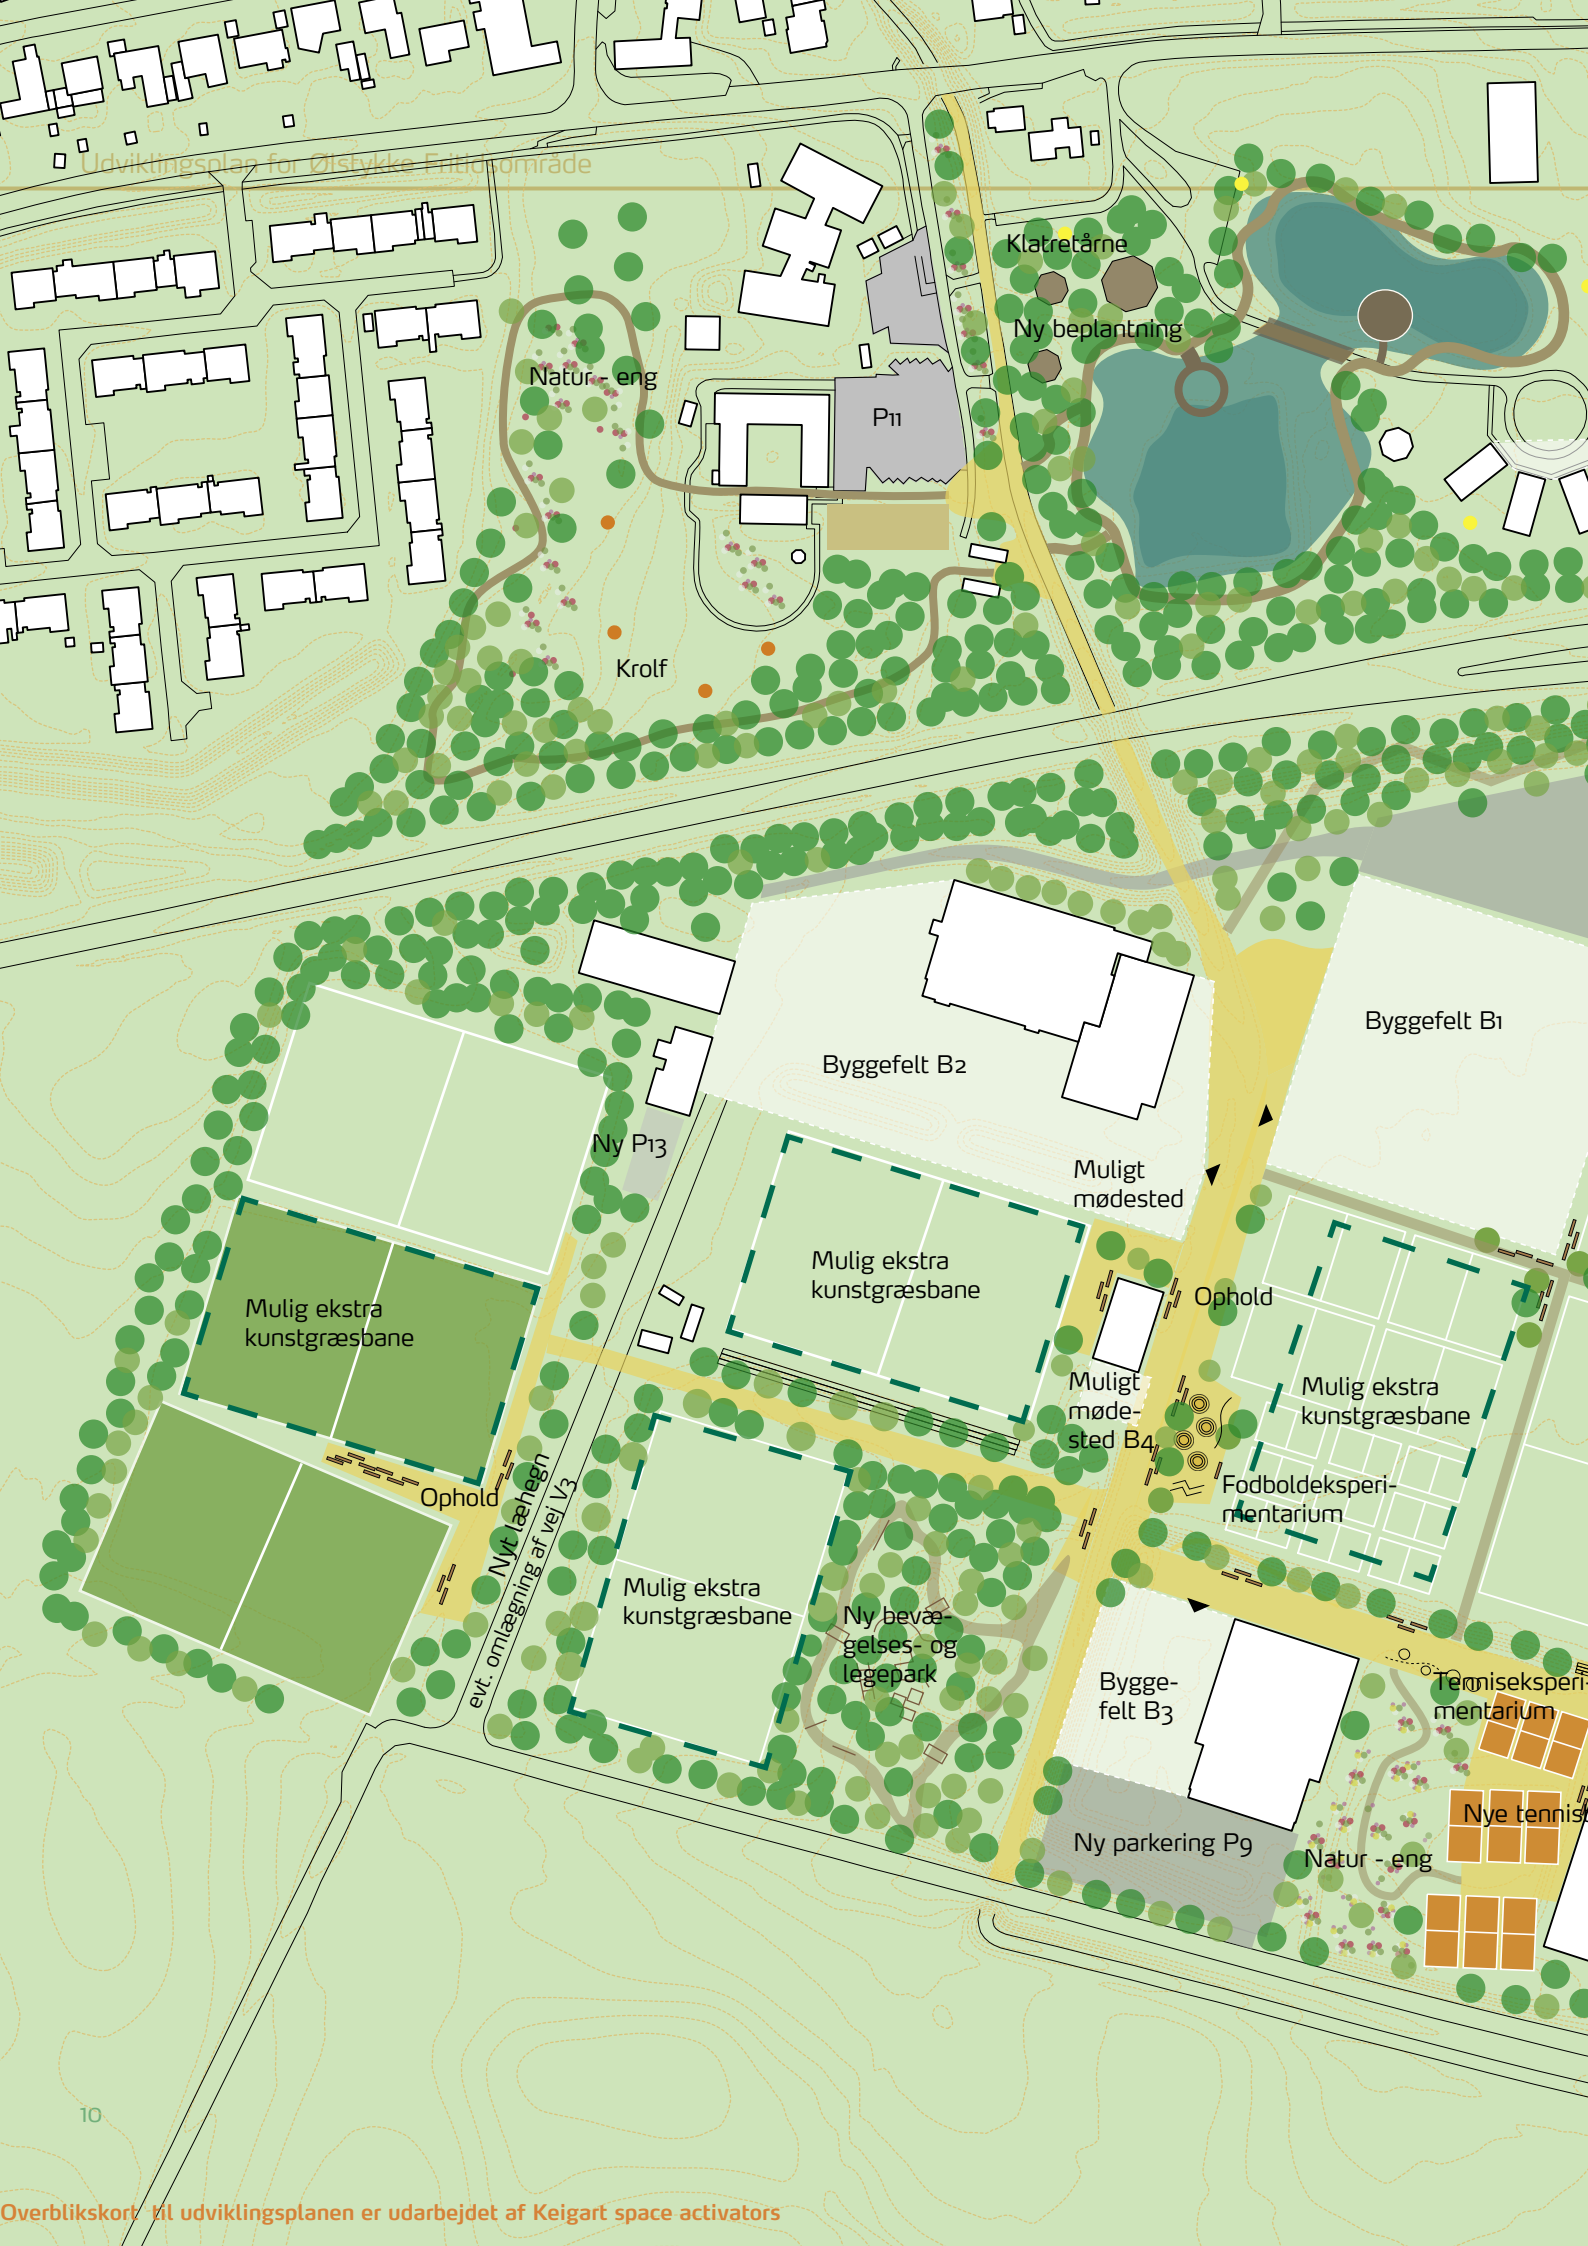 Udviklingsplan for Ølstykke Fritidsområde
Klatretårne
Ny beplantning
Natur - eng
P11
Krolf
Byggefelt B1
Byggefelt B2
Ny P13
Muligt
mødested
Mulig ekstra
kunstgræsbane
Ophold
Mulig ekstra
kunstgræsbane
Muligt
møde-
sted B4
Mulig ekstra
kunstgræsbane
Fodboldeksperi-
mentarium
Ophold
Nyt læhegn
evt. omlægning af vej V3
Mulig ekstra
kunstgræsbane
Ny bevæ-
gelses- og
legepark
Bygge-
felt B3
Tenniseksperi-
mentarium
Nye tennis
Ny parkering P9
Natur - eng
10
Overblikskort til udviklingsplanen er udarbejdet af Keigart space activators